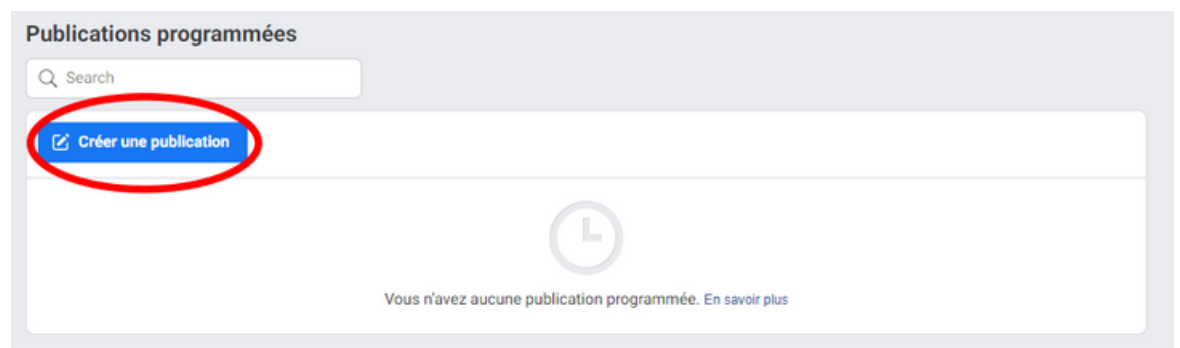 Publications programmées
Search
Créer une publication
Vous n'avez aucune publication programmée. En savoir plus